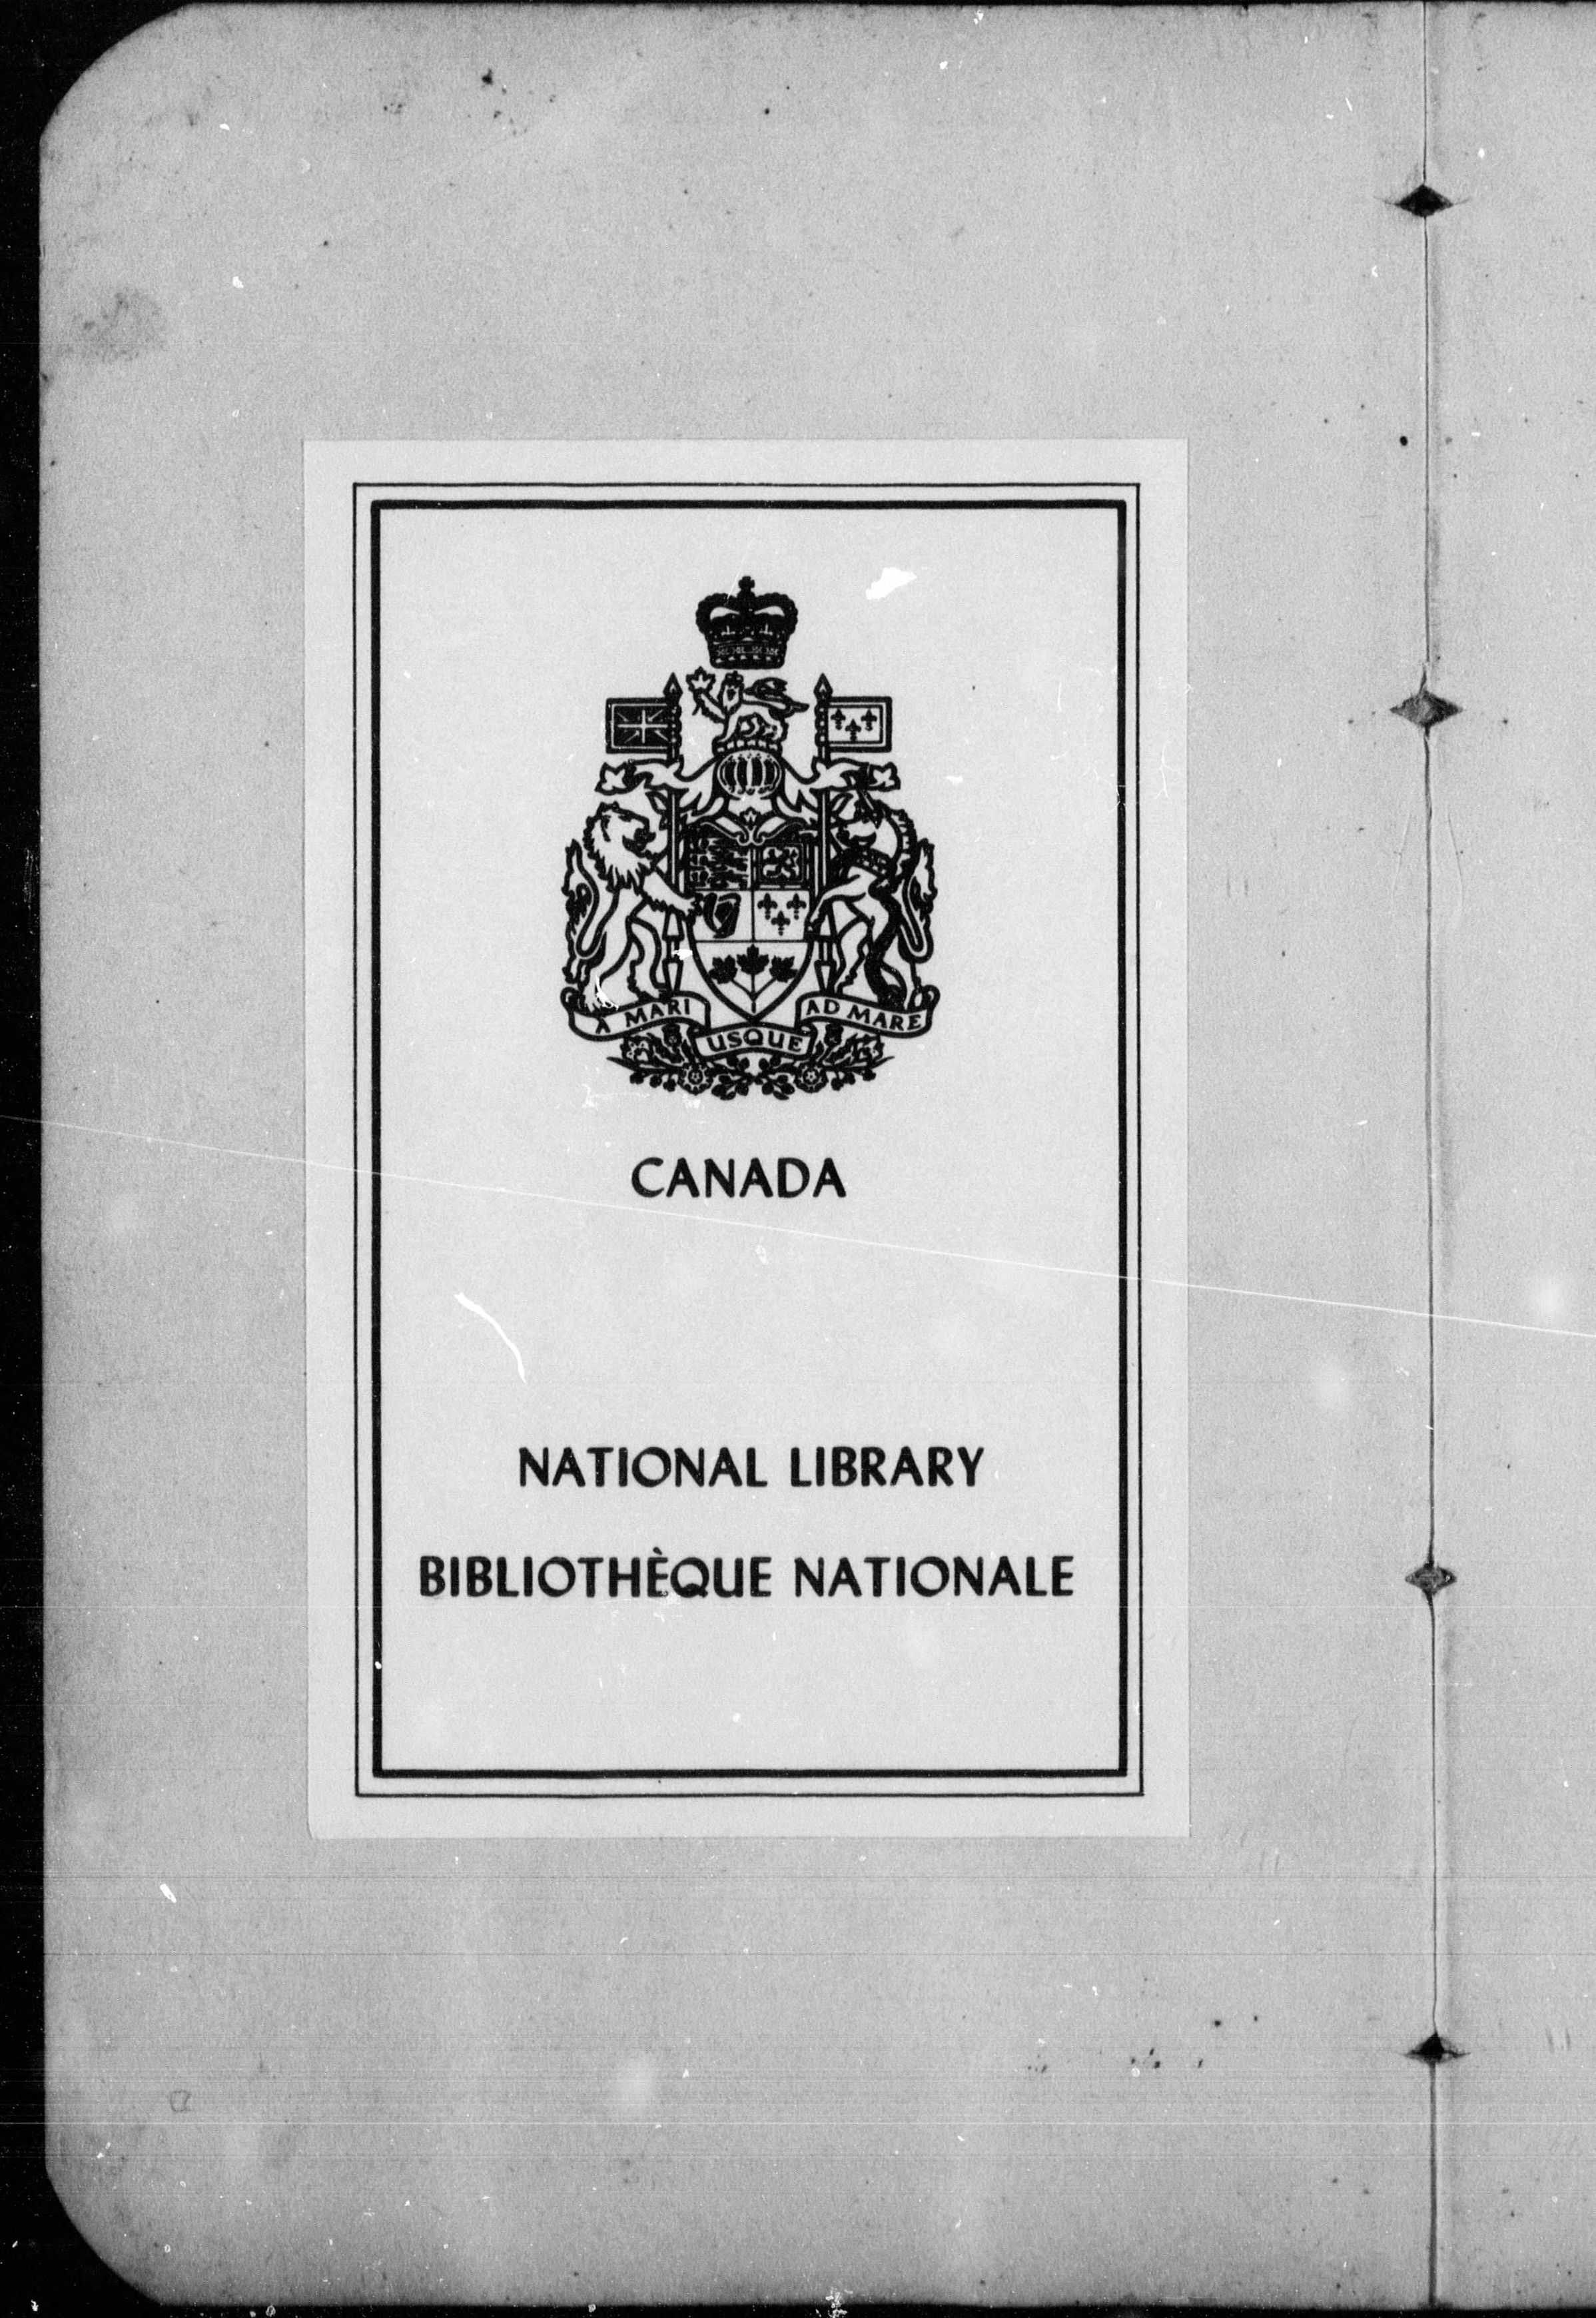 A MARI USQUE AD MARE
CANADA
NATIONAL LIBRARY
BIBLIOTHÈQUE NATIONALE